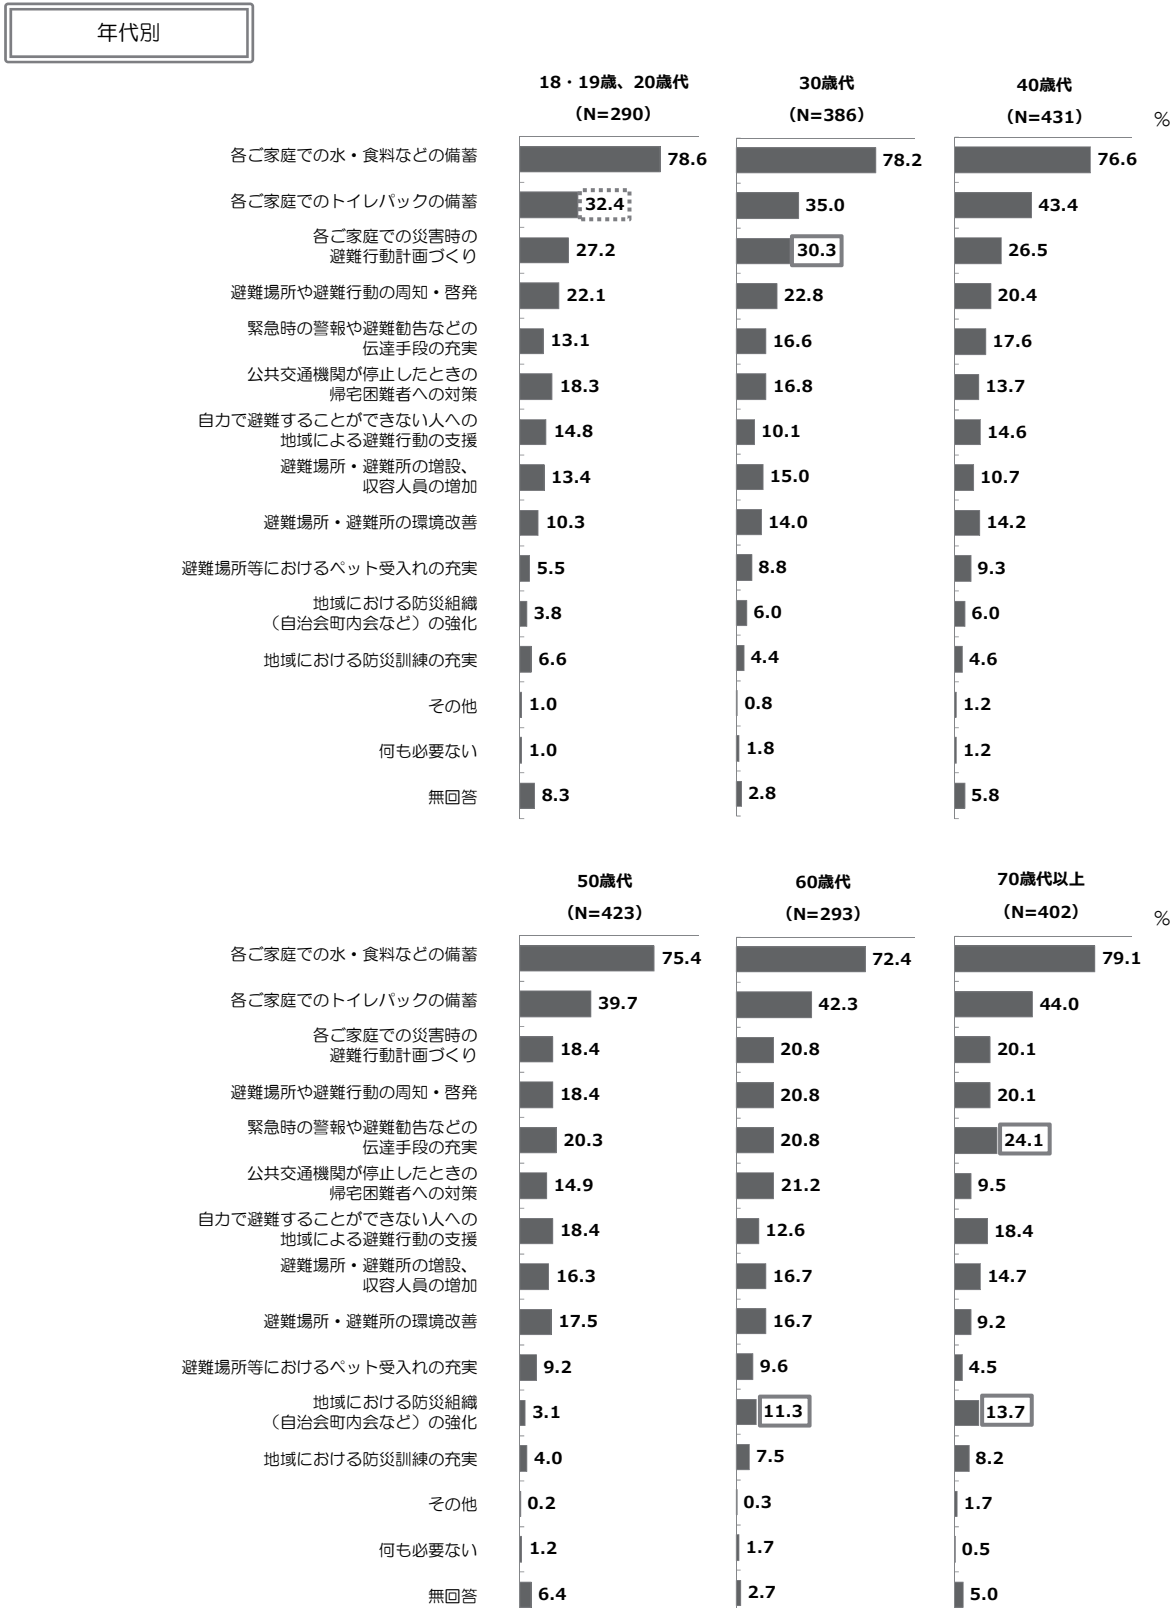 年代別
18・19歳、20歳代
（N=290）
30歳代
（N=386）
40歳代
（N=431）
%
各ご家庭での水・食料などの備蓄 78.6 78.2 76.6
各ご家庭でのトイレパックの備蓄 32.4 35.0 43.4
各ご家庭での災害時の
避難行動計画づくり 27.2 30.3 26.5
避難場所や避難行動の周知・啓発 22.1 22.8 20.4
緊急時の警報や避難勧告などの
伝達手段の充実 13.1 16.6 17.6
公共交通機関が停止したときの
帰宅困難者への対策 18.3 16.8 13.7
自力で避難することができない人への
地域による避難行動の支援 14.8 10.1 14.6
避難場所・避難所の増設、
収容人員の増加 13.4 15.0 10.7
避難場所・避難所の環境改善 10.3 14.0 14.2
避難場所等におけるペット受入れの充実 5.5 8.8 9.3
地域における防災組織
（自治会町内会など）の強化 3.8 6.0 6.0
地域における防災訓練の充実 6.6 4.4 4.6
その他 1.0 0.8 1.2
何も必要ない 1.0 1.8 1.2
無回答 8.3 2.8 5.8
50歳代
（N=423）
60歳代
（N=293）
70歳代以上
（N=402）
%
各ご家庭での水・食料などの備蓄 75.4 72.4 79.1
各ご家庭でのトイレパックの備蓄 39.7 42.3 44.0
各ご家庭での災害時の
避難行動計画づくり 18.4 20.8 20.1
避難場所や避難行動の周知・啓発 18.4 20.8 20.1
緊急時の警報や避難勧告などの
伝達手段の充実 20.3 20.8 24.1
公共交通機関が停止したときの
帰宅困難者への対策 14.9 21.2 9.5
自力で避難することができない人への
地域による避難行動の支援 18.4 12.6 18.4
避難場所・避難所の増設、
収容人員の増加 16.3 16.7 14.7
避難場所・避難所の環境改善 17.5 16.7 9.2
避難場所等におけるペット受入れの充実 9.2 9.6 4.5
地域における防災組織
（自治会町内会など）の強化 3.1 11.3 13.7
地域における防災訓練の充実 4.0 7.5 8.2
その他 0.2 0.3 1.7
何も必要ない 1.2 1.7 0.5
無回答 6.4 2.7 5.0